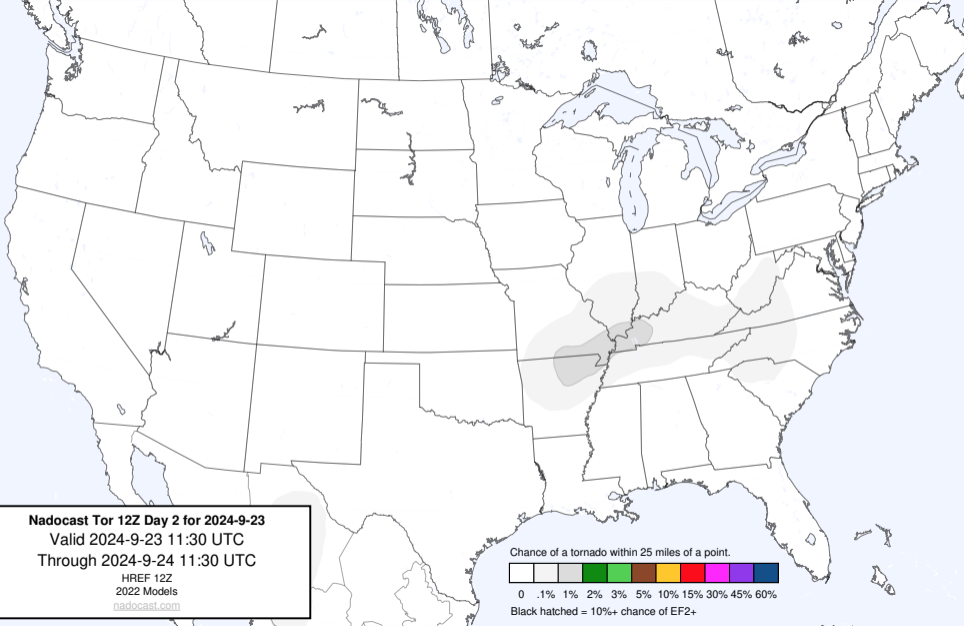 Nadocast Tor 12Z Day 2 for 2024-9-23
Valid 2024-9-23 11:30 UTC
Through 2024-9-24 11:30 UTC
HREF 12Z
2022 Models
nadocast.com
Chance of a tornado within 25 miles of a point.
0 .1% 1% 2% 3% 5% 10% 15% 30% 45% 60%
Black hatched = 10%+ chance of EF2+